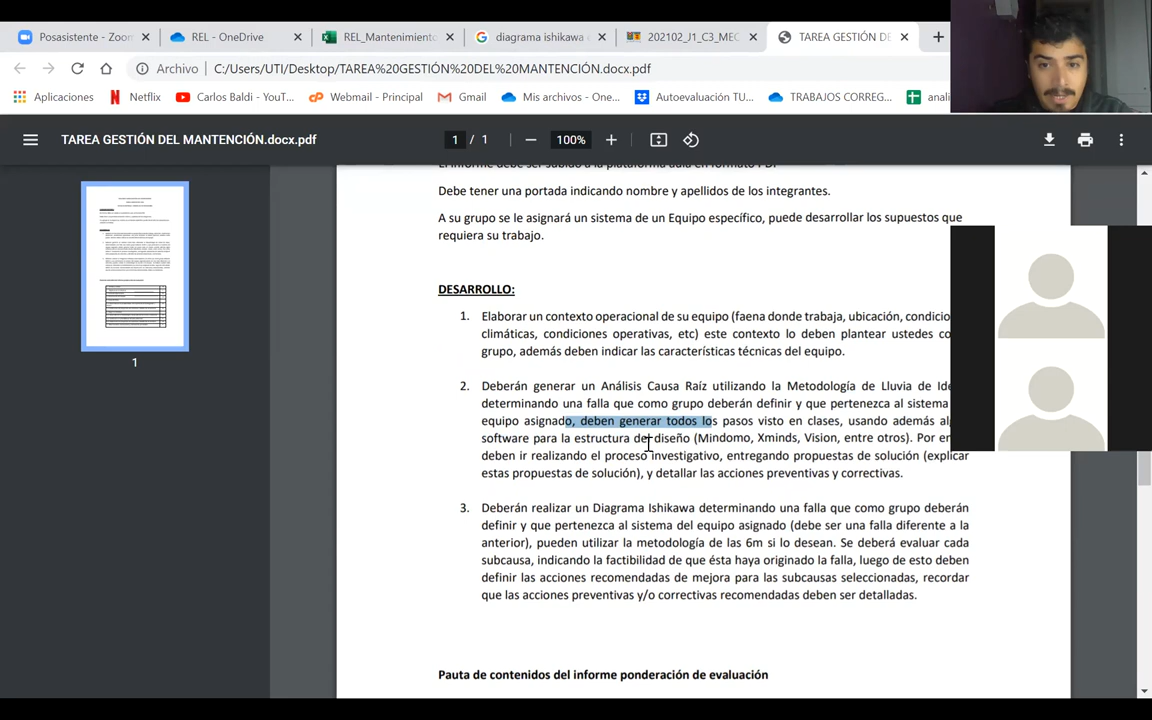 Posasistente - Zoom
REL - OneDrive
REL_Mantenimiento
diagrama ishikawa e
202102_J1_C3_MEC
TAREA GESTIÓN DE
Archivo
C:/Users/UTI/Desktop/TAREA%20GESTIÓN%20DEL%20MANTENCIÓN.docx.pdf
Aplicaciones
Netflix
Carlos Baldi - YouT...
Webmail - Principal
Gmail
Mis archivos - One...
Autoevaluación TU...
TRABAJOS CORREG...
anali
TAREA GESTIÓN DEL MANTENCIÓN.docx.pdf
1 / 1
100%
1
El informe debe ser subido a la plataforma aula en formato PDF
Debe tener una portada indicando nombre y apellidos de los integrantes.
A su grupo se le asignará un sistema de un Equipo específico, puede desarrollar los supuestos que
requiera su trabajo.
DESARROLLO:
1. Elaborar un contexto operacional de su equipo (faena donde trabaja, ubicación, condicio
climáticas, condiciones operativas, etc) este contexto lo deben plantear ustedes co
grupo, además deben indicar las características técnicas del equipo.
2. Deberán generar un Análisis Causa Raíz utilizando la Metodología de Lluvia de Ide
determinando una falla que como grupo deberán definir y que pertenezca al sistema
equipo asignado, deben generar todos los pasos visto en clases, usando además al
software para la estructura de diseño (Mindomo, Xminds, Vision, entre otros). Por en
deben ir realizando el proceso investigativo, entregando propuestas de solución (explicar
estas propuestas de solución), y detallar las acciones preventivas y correctivas.
3. Deberán realizar un Diagrama Ishikawa determinando una falla que como grupo deberán
definir y que pertenezca al sistema del equipo asignado (debe ser una falla diferente a la
anterior), pueden utilizar la metodología de las 6m si lo desean. Se deberá evaluar cada
subcausa, indicando la factibilidad de que ésta haya originado la falla, luego de esto deben
definir las acciones recomendadas de mejora para las subcausas seleccionadas, recordar
que las acciones preventivas y/o correctivas recomendadas deben ser detalladas.
Pauta de contenidos del informe ponderación de evaluación